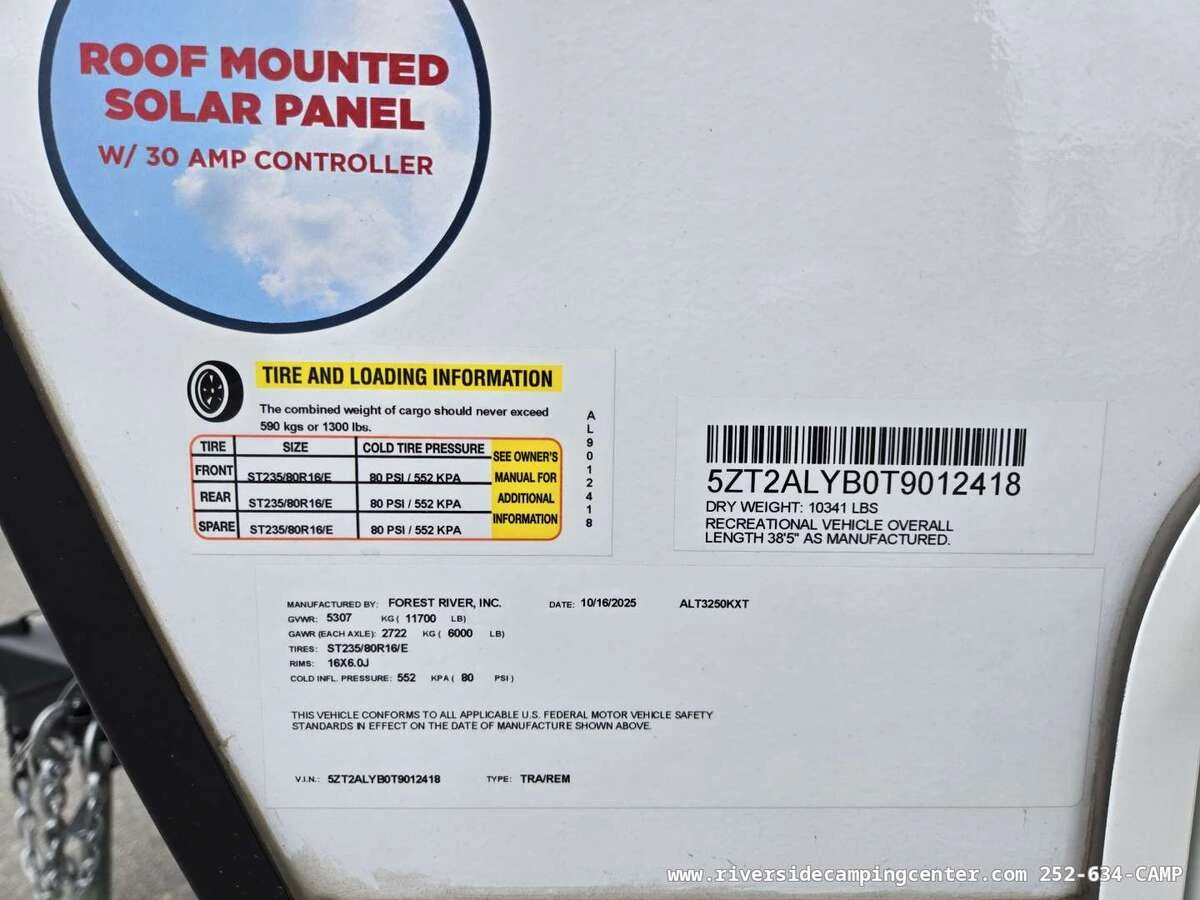 ROOF MOUNTED
SOLAR PANEL
W/ 30 AMP CONTROLLER
TIRE AND LOADING INFORMATION
The combined weight of cargo should never exceed
590 kgs or 1300 lbs.
TIRE SIZE COLD TIRE PRESSURE SEE OWNER'S
FRONT ST235/80R16/E 80 PSI / 552 KPA MANUAL FOR
REAR ST235/80R16/E 80 PSI / 552 KPA ADDITIONAL
SPARE ST235/80R16/E 80 PSI / 552 KPA INFORMATION
AL9012418
5ZT2ALYB0T9012418
DRY WEIGHT: 10341 LBS
RECREATIONAL VEHICLE OVERALL
LENGTH 38'5" AS MANUFACTURED.
MANUFACTURED BY: FOREST RIVER, INC. DATE: 10/16/2025 ALT3250KXT
GVWR: 5307 KG ( 11700 LB)
GAWR (EACH AXLE): 2722 KG ( 6000 LB)
TIRES: ST235/80R16/E
RIMS: 16X6.0J
COLD INFL. PRESSURE: 552 KPA ( 80 PSI )
THIS VEHICLE CONFORMS TO ALL APPLICABLE U.S. FEDERAL MOTOR VEHICLE SAFETY
STANDARDS IN EFFECT ON THE DATE OF MANUFACTURE SHOWN ABOVE.
V.I.N.: 5ZT2ALYB0T9012418 TYPE: TRA/REM
www.riversidecampingcenter.com 252-634-CAMP